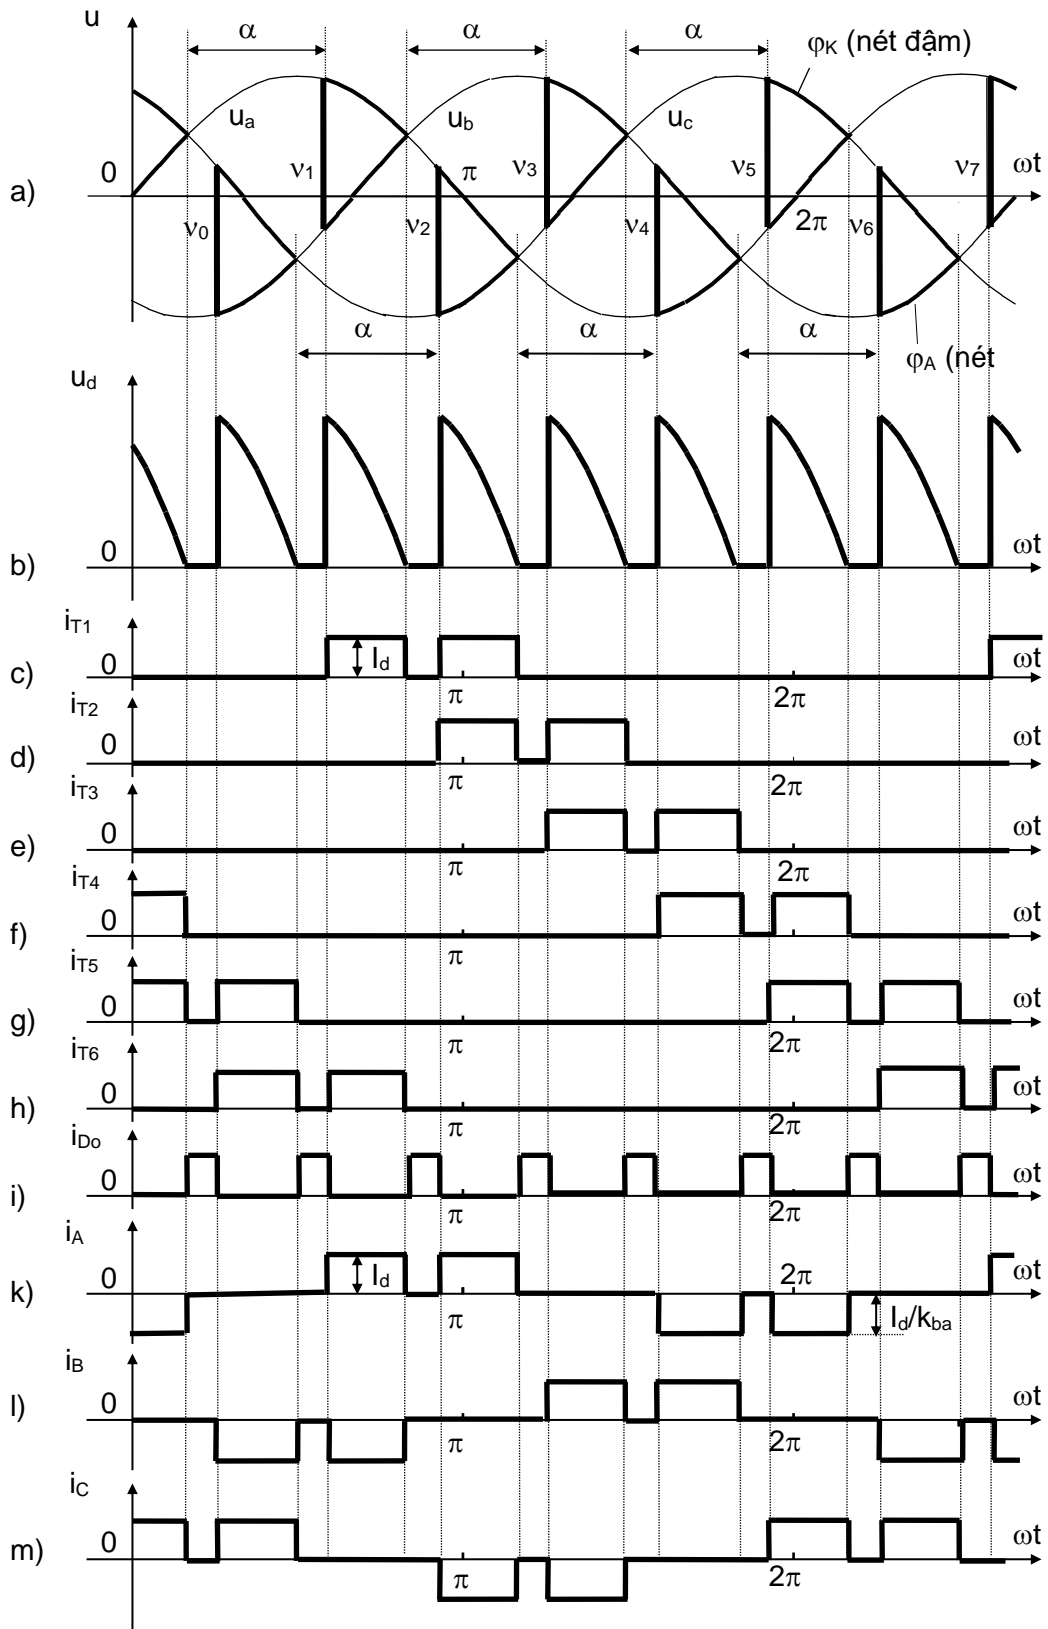 u
α α α
φK (nét đậm)
ua ub uc
0 ν1 π ν3 ν5 ν7 ωt
a)
ν0 ν2 ν4 2π ν6
α α α
φA (nét
ud
0 ωt
b)
iT1
0 Id ωt
c)
π 2π
iT2
0 ωt
d)
π 2π
iT3
0 ωt
e)
π 2π
iT4
0 ωt
f)
π
iT5
0 ωt
g)
π 2π
iT6
0 ωt
h)
π 2π
iDo
0 ωt
i)
π 2π
iA
0 Id 2π ωt
k)
π Id/kba
iB
0 ωt
l)
π 2π
iC
0 ωt
m)
π 2π